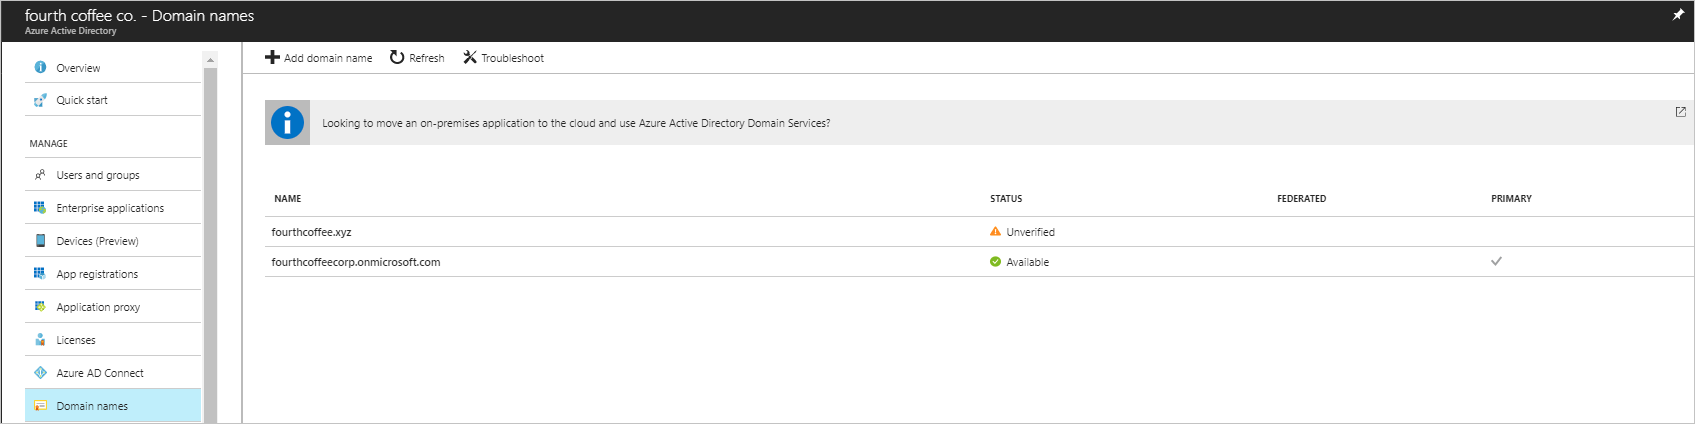 fourth coffee co. - Domain names
Azure Active Directory
Overview
Quick start
MANAGE
Users and groups
Enterprise applications
Devices (Preview)
App registrations
Application proxy
Licenses
Azure AD Connect
Domain names
Add domain name Refresh Troubleshoot
Looking to move an on-premises application to the cloud and use Azure Active Directory Domain Services?
NAME STATUS FEDERATED PRIMARY
fourthcoffee.xyz Unverified
fourthcoffeecorp.onmicrosoft.com Available